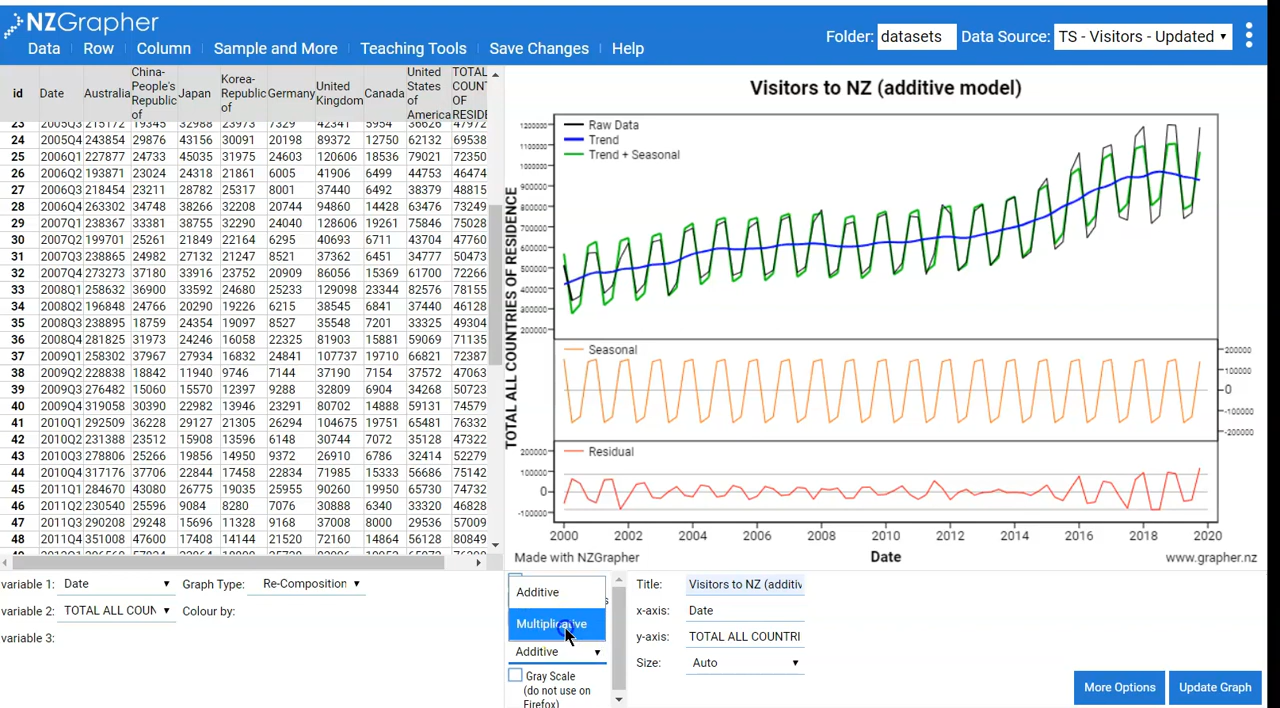 NZGrapher
Data Row Column Sample and More Teaching Tools Save Changes Help
Folder: datasets Data Source: TS - Visitors - Updated
id Date Australia China- People's Republic of Japan Korea- Republic of Germany United Kingdom Canada United States of America TOTAL COUNT OF RESIDE
23 2005Q3 215172 19345 32988 23973 7329 42341 5954 36626 47972
24 2005Q4 243854 29876 43156 30091 20198 89372 12750 62132 69538
25 2006Q1 227877 24733 45035 31975 24603 120606 18536 79021 72350
26 2006Q2 193871 23024 24318 21861 6005 41906 6499 44753 46474
27 2006Q3 218454 23211 28782 25317 8001 37440 6492 38379 48815
28 2006Q4 263302 34748 38266 32208 20744 94860 14424 63476 73249
29 2007Q1 238367 33381 38755 32290 24040 128606 19261 75846 75028
30 2007Q2 199701 25261 21849 22164 6295 40693 6711 43704 47760
31 2007Q3 238865 24982 27132 21247 8521 37362 6451 34777 50473
32 2007Q4 273273 37180 33916 23752 20909 86056 15369 61700 72266
33 2008Q1 250632 36903 35292 24680 25233 129098 23344 82576 78155
34 2008Q2 196848 24766 20290 19226 6215 38545 6841 37440 46128
35 2008Q3 238895 18759 24354 19097 8527 35548 7201 33325 49304
36 2008Q4 281825 31973 24246 16058 22325 81903 15881 59069 71135
37 2009Q1 258302 37967 27934 16832 24841 107737 19710 66821 72387
38 2009Q2 228838 18842 11940 9746 7144 37190 7154 37572 47063
39 2009Q3 276482 15060 15570 12397 9288 32809 6904 34268 50723
40 2009Q4 319058 30390 22982 13946 23291 80702 14888 59131 74579
41 2010Q1 292509 36228 29127 21305 26294 104675 19751 65481 76332
42 2010Q2 231388 23512 15908 13596 6148 30744 7072 35128 47322
43 2010Q3 278806 25266 19856 14950 9372 26910 6786 32414 52279
44 2010Q4 317176 37706 22844 17458 22834 71985 15333 56686 75142
45 2011Q1 284670 43080 26775 19035 25955 90260 19950 65730 74732
46 2011Q2 230540 25596 9084 8280 7076 30888 6340 33320 46828
47 2011Q3 290208 29248 15696 11328 9168 37008 8000 29536 57009
48 2011Q4 351008 47600 17408 14144 21520 72160 14864 56128 80849
Visitors to NZ (additive model)
Raw Data
Trend
Trend + Seasonal
1200000
1100000
1000000
900000
800000
700000
600000
500000
400000
300000
200000
TOTAL ALL COUNTRIES OF RESIDENCE
Seasonal
200000
100000
0
-100000
-200000
Residual
200000
100000
0
-100000
2000 2002 2004 2006 2008 2010 2012 2014 2016 2018 2020
Made with NZGrapher Date www.grapher.nz
variable 1: Date Graph Type: Re-Composition
variable 2: TOTAL ALL COUN Colour by:
variable 3:
Additive
Multiplicative
Additive
Gray Scale
(do not use on
Firefox)
Title: Visitors to NZ (additiv
x-axis: Date
y-axis: TOTAL ALL COUNTRI
Size: Auto
More Options Update Graph